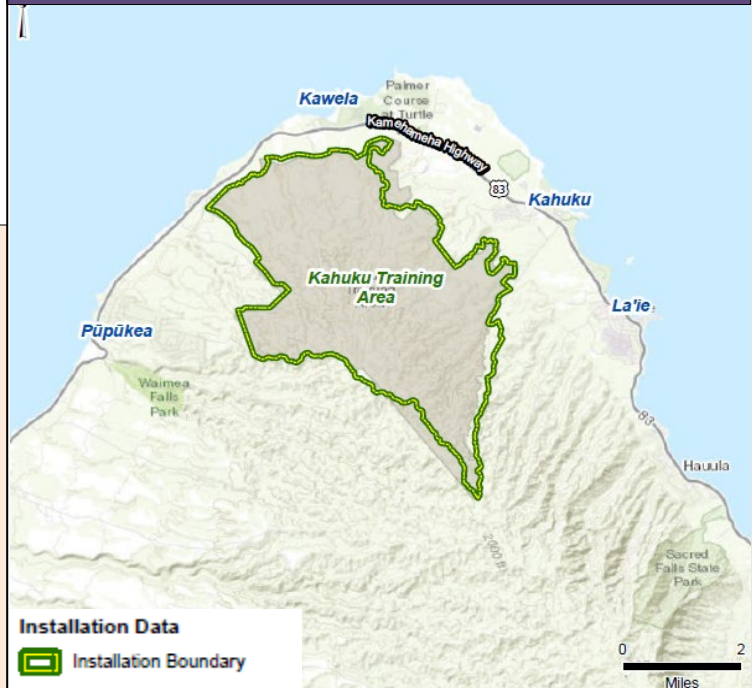 Palmer
Course
at Turtle
Kawela
Kamehameha Highway
83
Kahuku
Kahuku Training
Area
La'ie
Pūpūkea
Waimea
Falls
Park
83
Hauula
2000 ft
Sacred
Falls State
Park
Installation Data
Installation Boundary
0 2
Miles